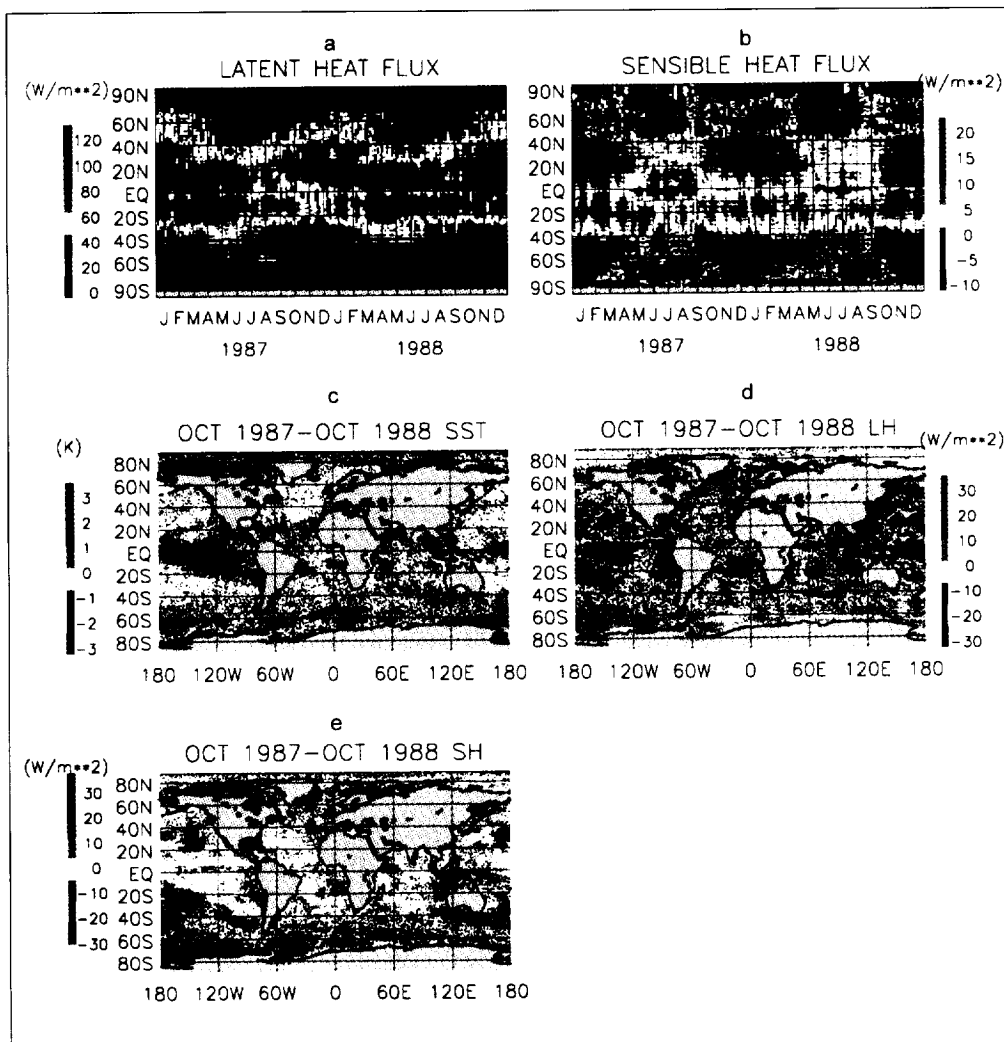 a
LATENT HEAT FLUX
(W/m**2)
120
100
80
60
40
20
0
90N
60N
40N
20N
EQ
20S
40S
60S
90S
J F M A M J J A S O N D J F M A M J J A S O N D
1987 1988
b
SENSIBLE HEAT FLUX
(W/m**2)
90N
60N
40N
20N
EQ
20S
40S
60S
90S
20
15
10
5
0
-5
-10
J F M A M J J A S O N D J F M A M J J A S O N D
1987 1988
c
OCT 1987-OCT 1988 SST
(K)
3
2
1
0
-1
-2
-3
80N
60N
40N
20N
EQ
20S
40S
60S
80S
180 120W 60W 0 60E 120E 180
d
OCT 1987-OCT 1988 LH
(W/m**2)
80N
60N
40N
20N
EQ
20S
40S
60S
80S
30
20
10
0
-10
-20
-30
180 120W 60W 0 60E 120E 180
e
OCT 1987-OCT 1988 SH
(W/m**2)
30
20
10
0
-10
-20
-30
80N
60N
40N
20N
EQ
20S
40S
60S
80S
180 120W 60W 0 60E 120E 180